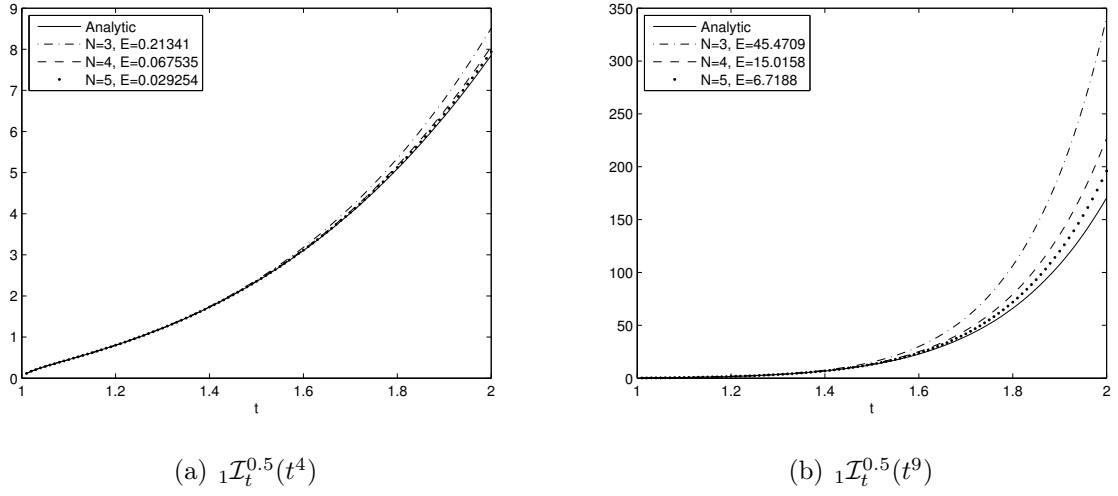 9
8
7
6
5
4
3
2
1
0
Analytic
N=3, E=0.21341
N=4, E=0.067535
N=5, E=0.029254
1 1.2 1.4 1.6 1.8 2
t
(a) ₁ℐ_t^{0.5}(t⁴)
350
300
250
200
150
100
50
0
Analytic
N=3, E=45.4709
N=4, E=15.0158
N=5, E=6.7188
1 1.2 1.4 1.6 1.8 2
t
(b) ₁ℐ_t^{0.5}(t⁹)